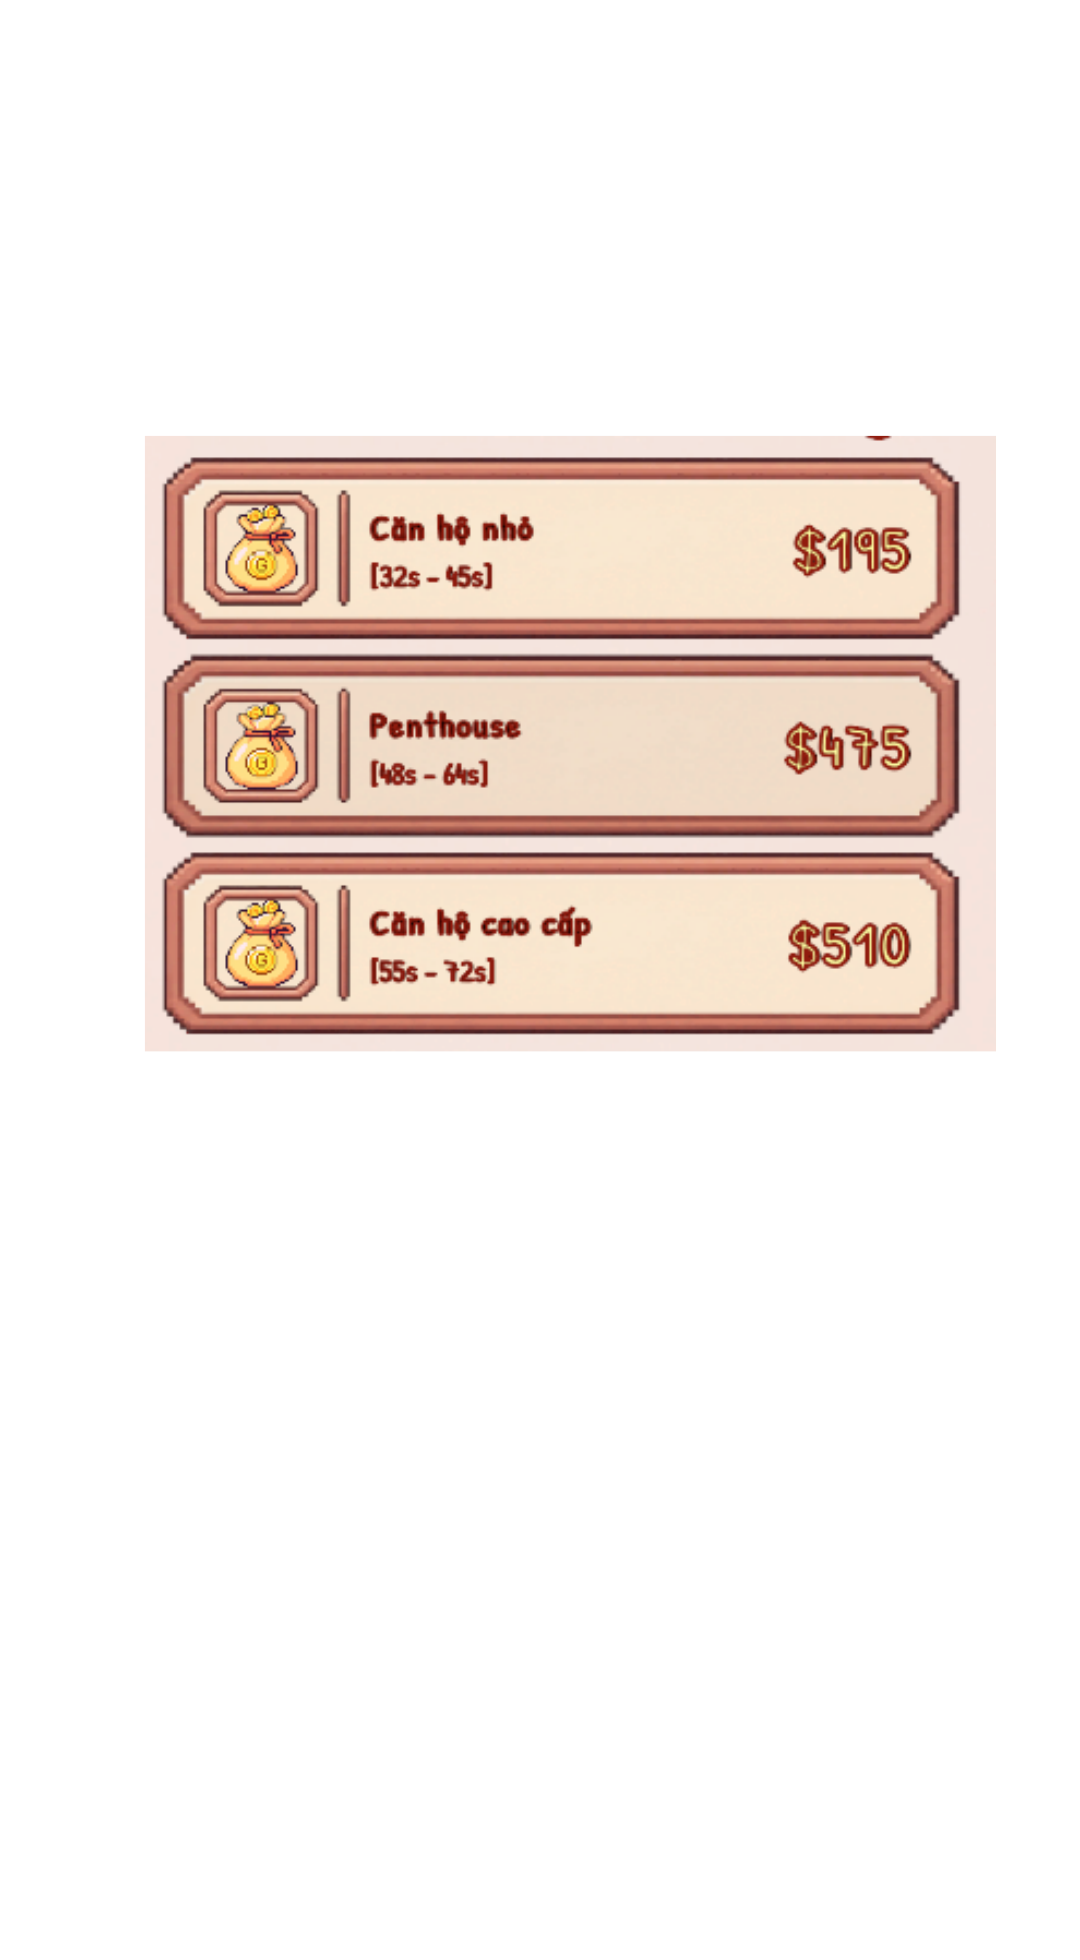 Căn hộ nhỏ
[32s - 45s]
$195
Penthouse
[48s - 64s]
$475
Căn hộ cao cấp
[55s - 72s]
$510